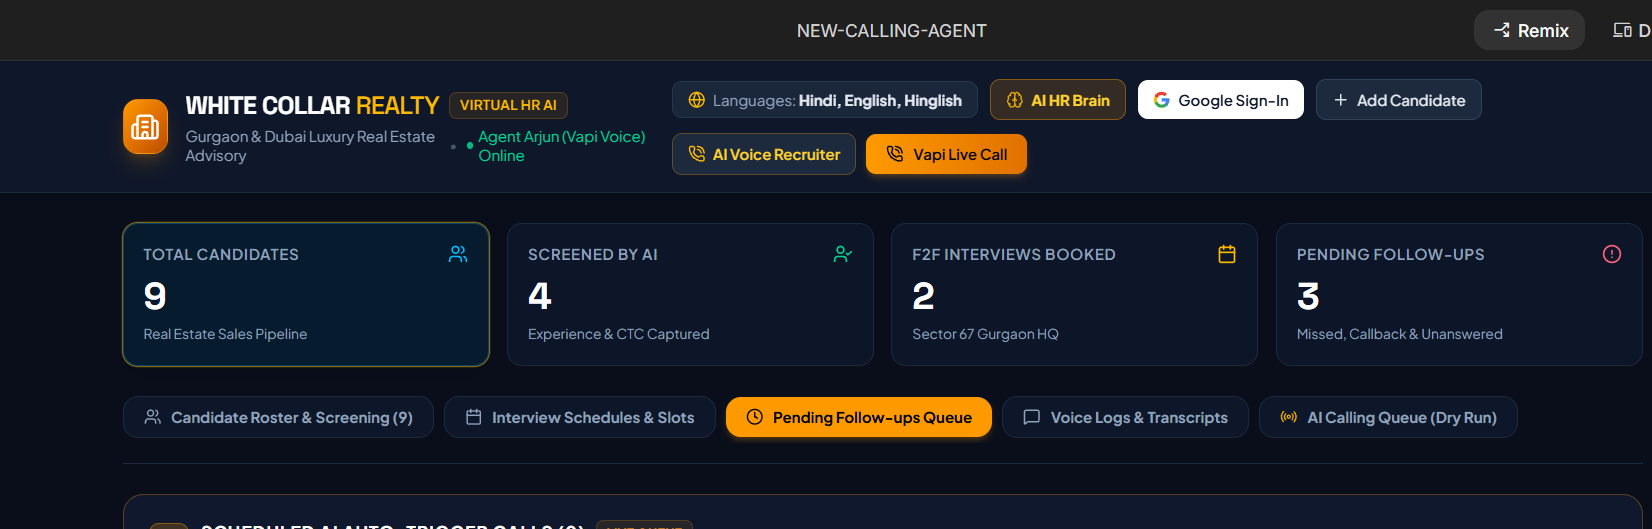 NEW-CALLING-AGENT
Remix
D
WHITE COLLAR REALTY
VIRTUAL HR AI
Gurgaon & Dubai Luxury Real Estate
Advisory
• Agent Arjun (Vapi Voice)
Online
Languages: Hindi, English, Hinglish
AI HR Brain
Google Sign-In
+ Add Candidate
AI Voice Recruiter
Vapi Live Call
TOTAL CANDIDATES
9
Real Estate Sales Pipeline
SCREENED BY AI
4
Experience & CTC Captured
F2F INTERVIEWS BOOKED
2
Sector 67 Gurgaon HQ
PENDING FOLLOW-UPS
3
Missed, Callback & Unanswered
Candidate Roster & Screening (9)
Interview Schedules & Slots
Pending Follow-ups Queue
Voice Logs & Transcripts
AI Calling Queue (Dry Run)